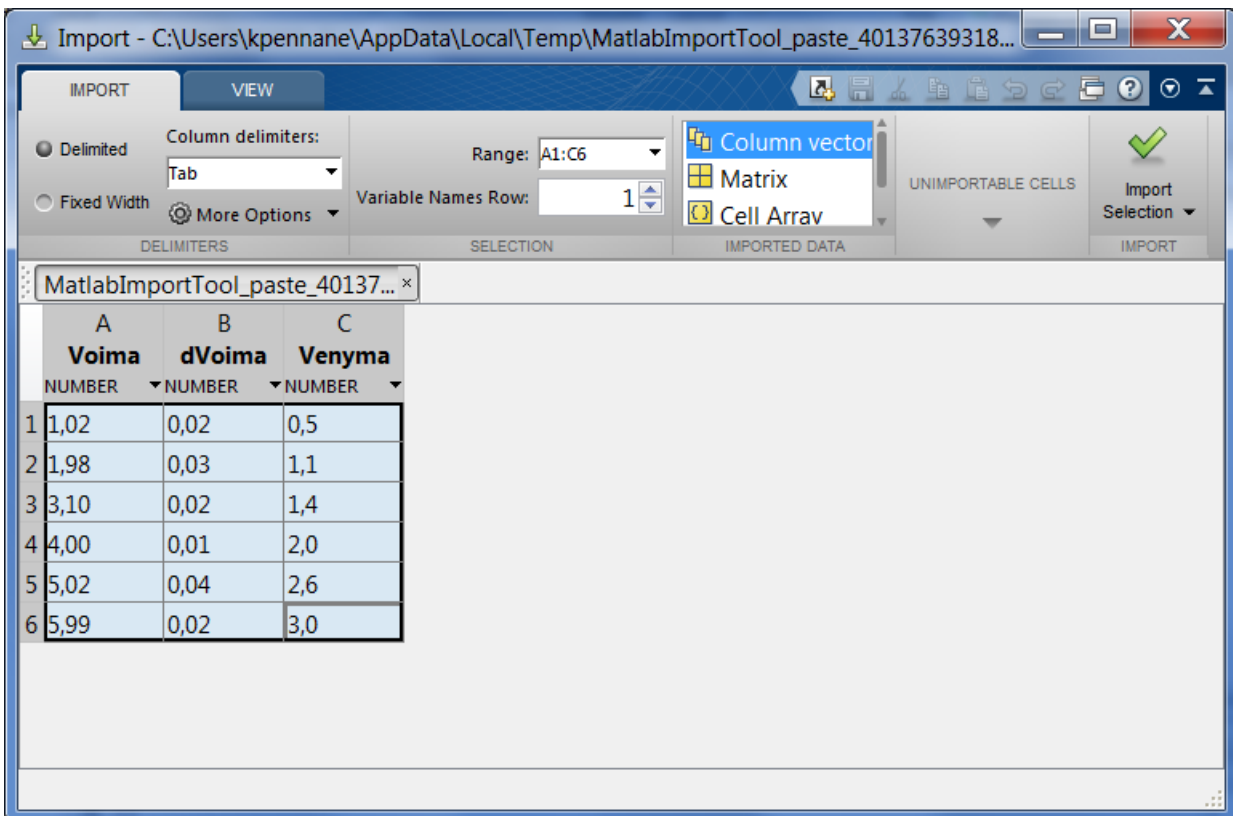 Import - C:\Users\kpennane\AppData\Local\Temp\MatlabImportTool_paste_40137639318...
IMPORT VIEW
Delimited
Fixed Width
Column delimiters:
Tab
More Options
DELIMITERS
Range: A1:C6
Variable Names Row: 1
SELECTION
Column vector
Matrix
Cell Array
IMPORTED DATA
UNIMPORTABLE CELLS
Import
Selection
IMPORT
MatlabImportTool_paste_40137... ×
A B C
Voima dVoima Venyma
NUMBER NUMBER NUMBER
1 1,02 0,02 0,5
2 1,98 0,03 1,1
3 3,10 0,02 1,4
4 4,00 0,01 2,0
5 5,02 0,04 2,6
6 5,99 0,02 3,0